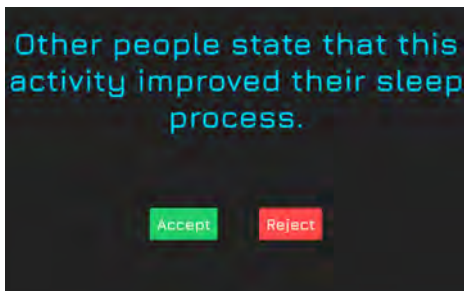 Other people state that this
activity improved their sleep
process.
Accept
Reject